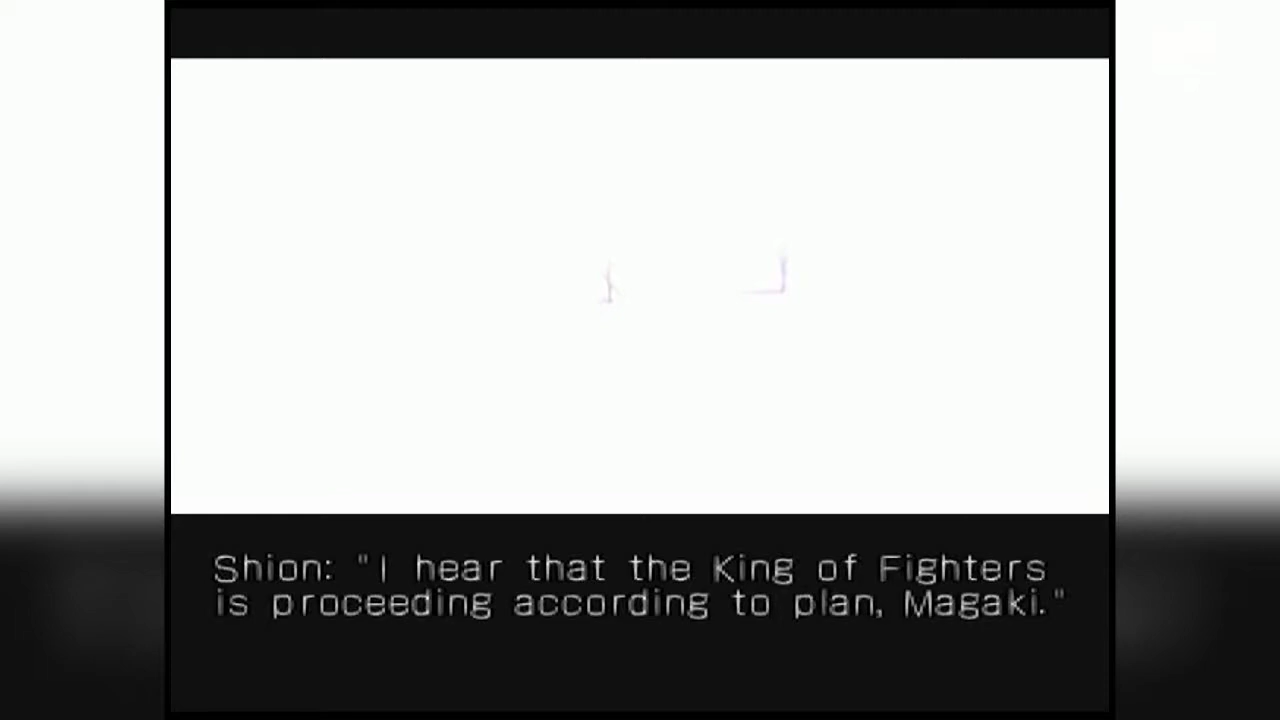 Shion: "I hear that the King of Fighters
is proceeding according to plan, Magaki."